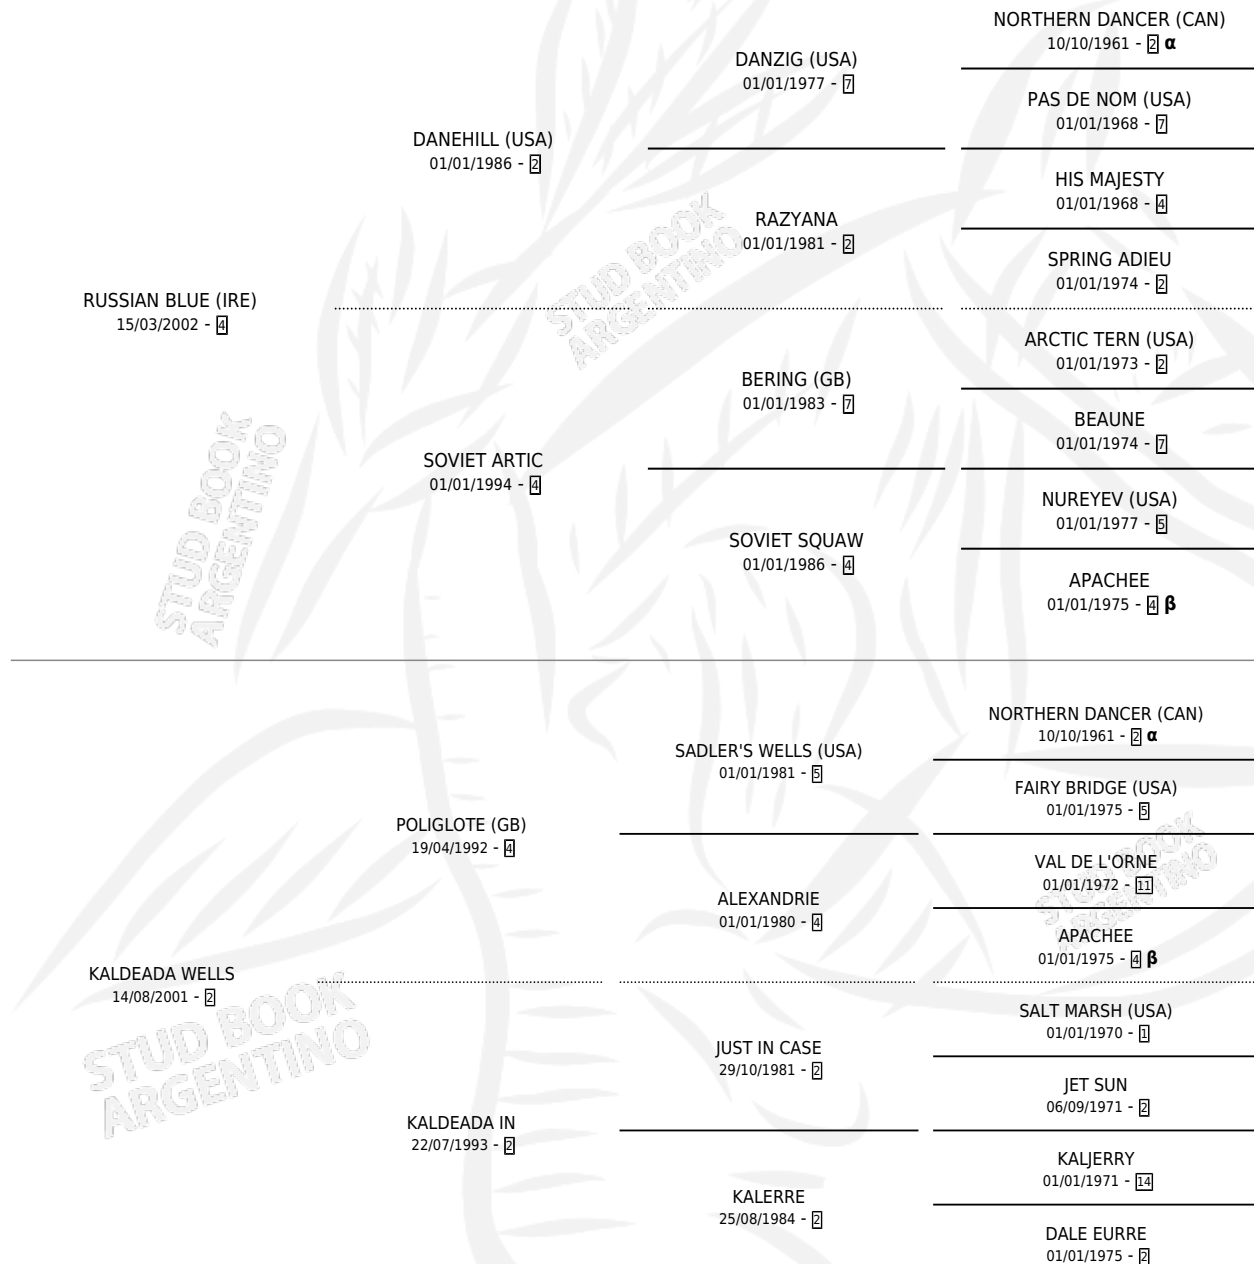 NORTHERN DANCER (CAN)
10/10/1961 - 2 α
DANZIG (USA)
01/01/1977 - 7
PAS DE NOM (USA)
01/01/1968 - 7
DANEHILL (USA)
01/01/1986 - 2
HIS MAJESTY
01/01/1968 - 4
RAZYANA
01/01/1981 - 2
SPRING ADIEU
01/01/1974 - 2
RUSSIAN BLUE (IRE)
15/03/2002 - 4
STUD BOOK
ARGENTINO
ARCTIC TERN (USA)
01/01/1973 - 2
BERING (GB)
01/01/1983 - 7
BEAUNE
01/01/1974 - 7
SOVIET ARTIC
01/01/1994 - 4
NUREYEV (USA)
01/01/1977 - 5
SOVIET SQUAW
01/01/1986 - 4
APACHEE
01/01/1975 - 4 β
STUD BOOK
ARGENTINO
NORTHERN DANCER (CAN)
10/10/1961 - 2 α
SADLER'S WELLS (USA)
01/01/1981 - 5
FAIRY BRIDGE (USA)
01/01/1975 - 5
POLIGLOTE (GB)
19/04/1992 - 4
VAL DE L'ORNE
01/01/1972 - 11
STUD BOOK
ARGENTINO
ALEXANDRIE
01/01/1980 - 4
APACHEE
01/01/1975 - 4 β
KALDEADA WELLS
14/08/2001 - 2
STUD BOOK
ARGENTINO
SALT MARSH (USA)
01/01/1970 - 1
JUST IN CASE
29/10/1981 - 2
JET SUN
06/09/1971 - 2
KALDEADA IN
22/07/1993 - 2
KALJERRY
01/01/1971 - 14
KALERRE
25/08/1984 - 2
DALE EURRE
01/01/1975 - 2